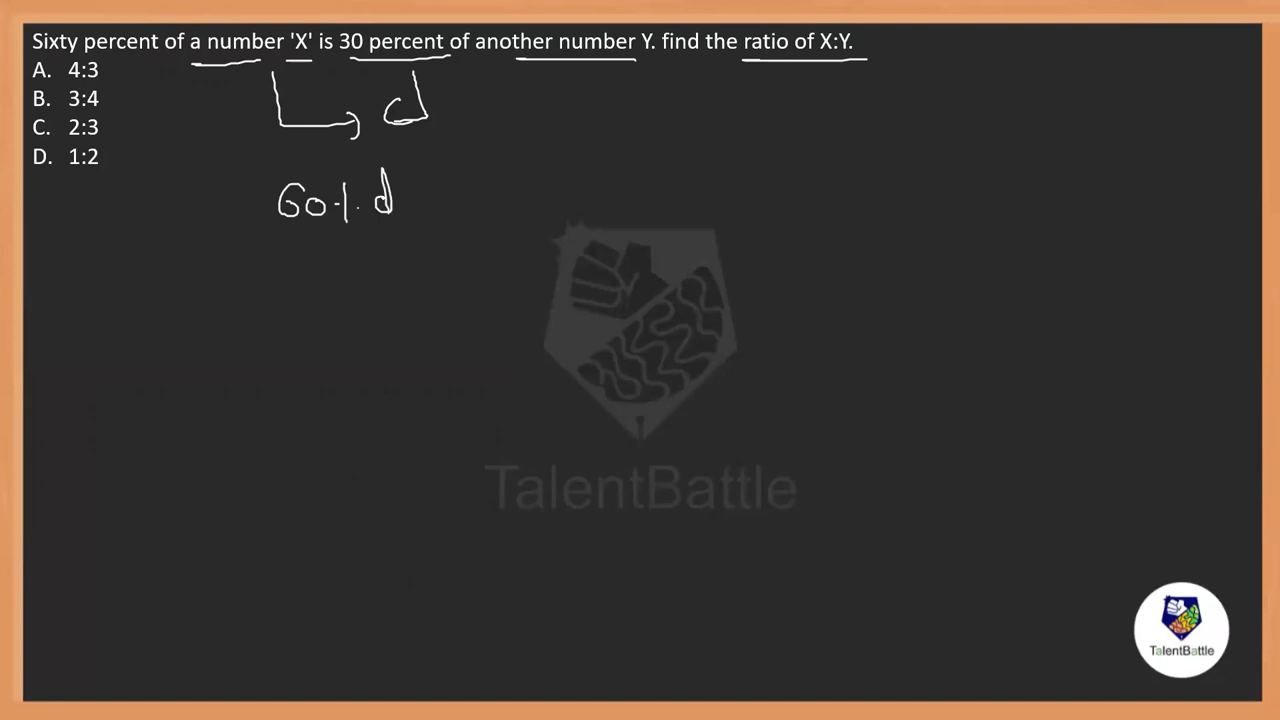 Sixty percent of a number 'X' is 30 percent of another number Y. find the ratio of X:Y.
A. 4:3
B. 3:4
C. 2:3
D. 1:2
60%
TalentBattle
TalentBattle